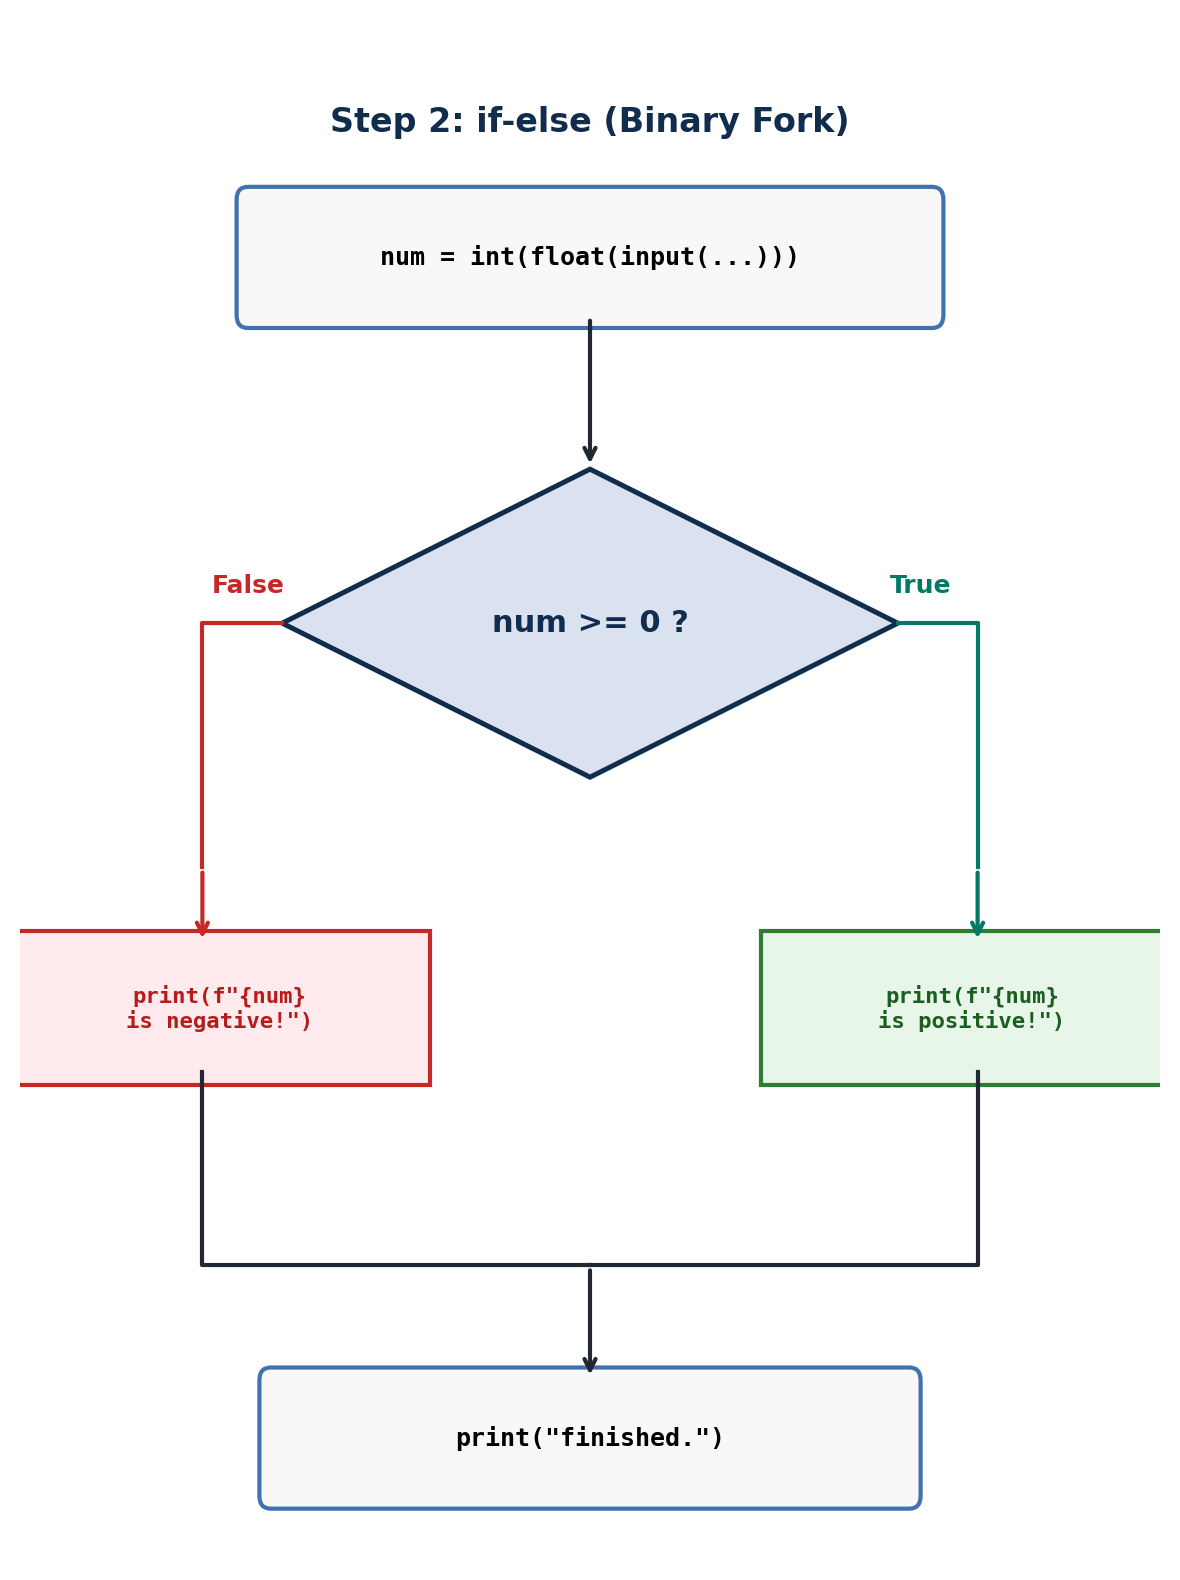 Step 2: if-else (Binary Fork)
num = int(float(input(...)))
False
True
num >= 0 ?
print(f"{num}
is negative!")
print(f"{num}
is positive!")
print("finished.")